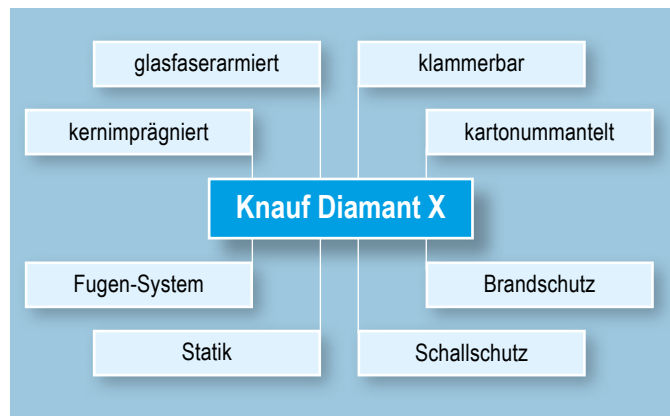 glasfaserarmiert
klammerbar
kernimprägniert
kartonummantelt
Knauf Diamant X
Fugen-System
Brandschutz
Statik
Schallschutz